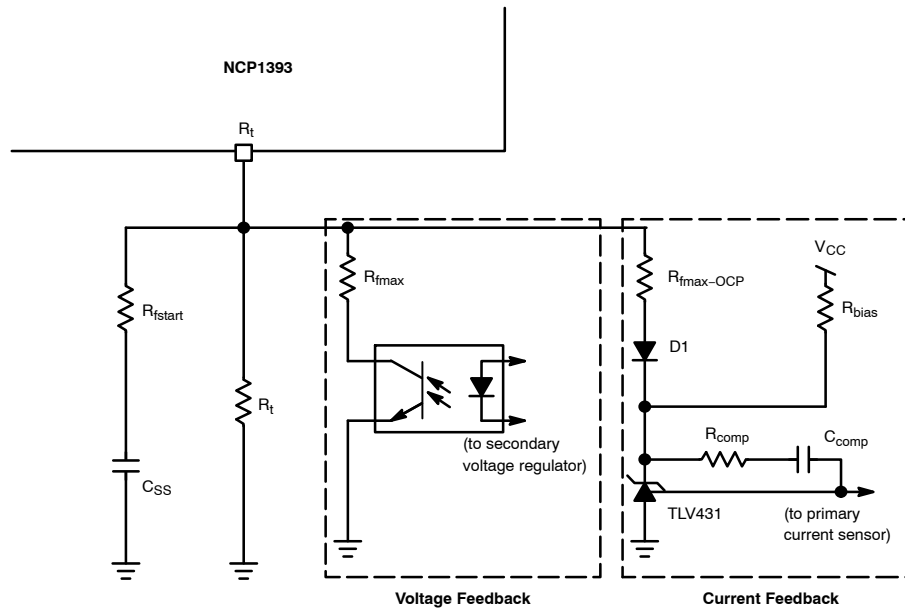 NCP1393
Rt
Rfstart
CSS
Rt
Rfmax
(to secondary
voltage regulator)
Voltage Feedback
Rfmax−OCP
VCC
Rbias
D1
Rcomp
Ccomp
TLV431
(to primary
current sensor)
Current Feedback